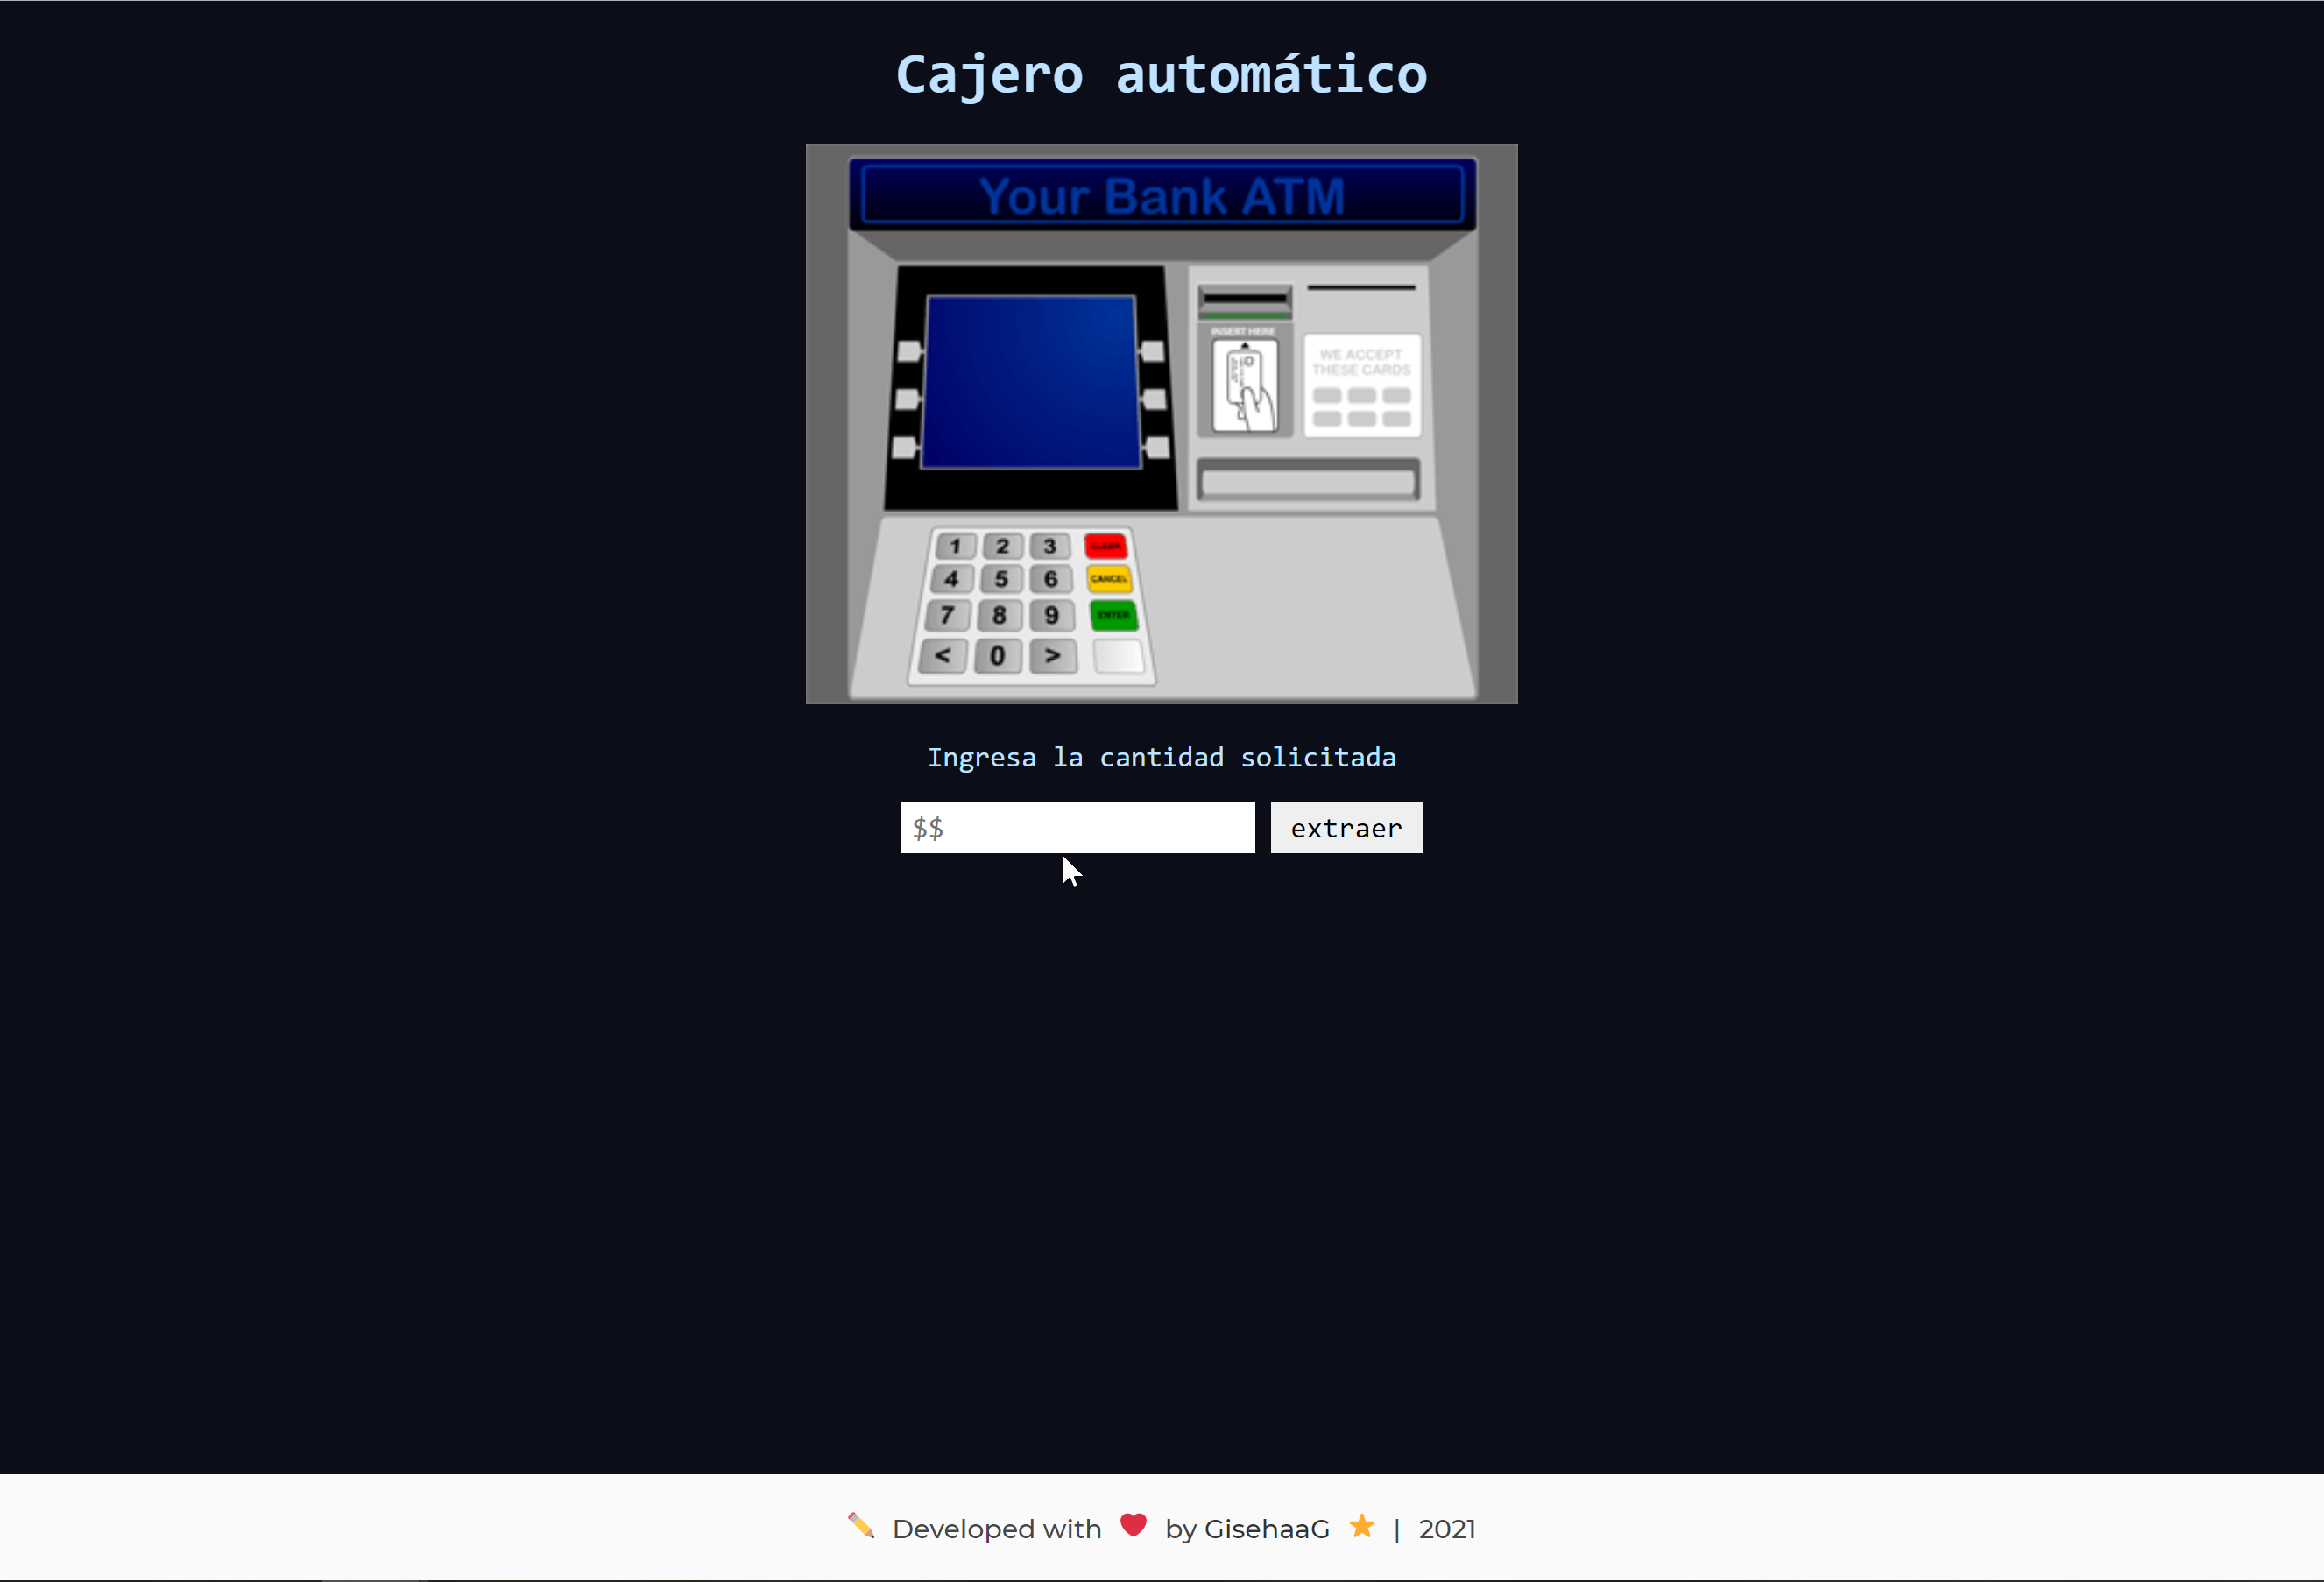 Cajero automático
Your Bank ATM
INSERT HERE
WE ACCEPT
THESE CARDS
1 2 3 CLEAR
4 5 6 CANCEL
7 8 9 ENTER
< 0 >
Ingresa la cantidad solicitada
$$ extraer
✏️ Developed with ❤️ by GisehaaG ⭐ | 2021